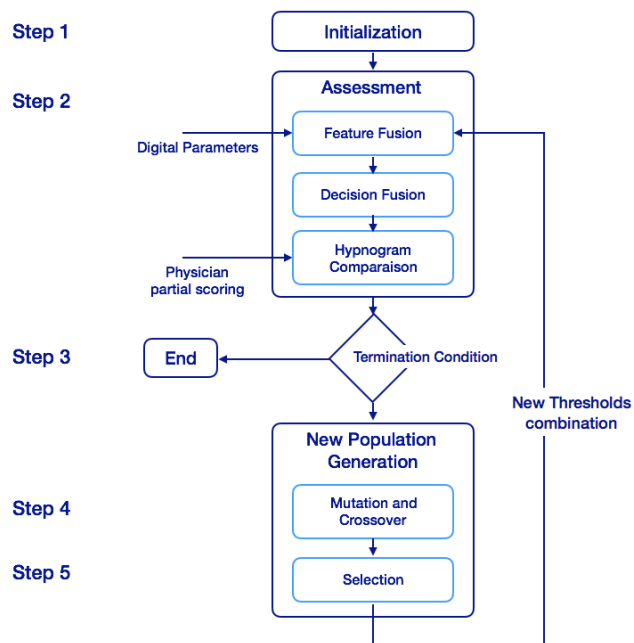 Step 1
Initialization
Step 2
Assessment
Feature Fusion
Digital Parameters
Decision Fusion
Hypnogram
Comparaison
Physician
partial scoring
Step 3
End
Termination Condition
New Thresholds
combination
New Population
Generation
Step 4
Mutation and
Crossover
Step 5
Selection